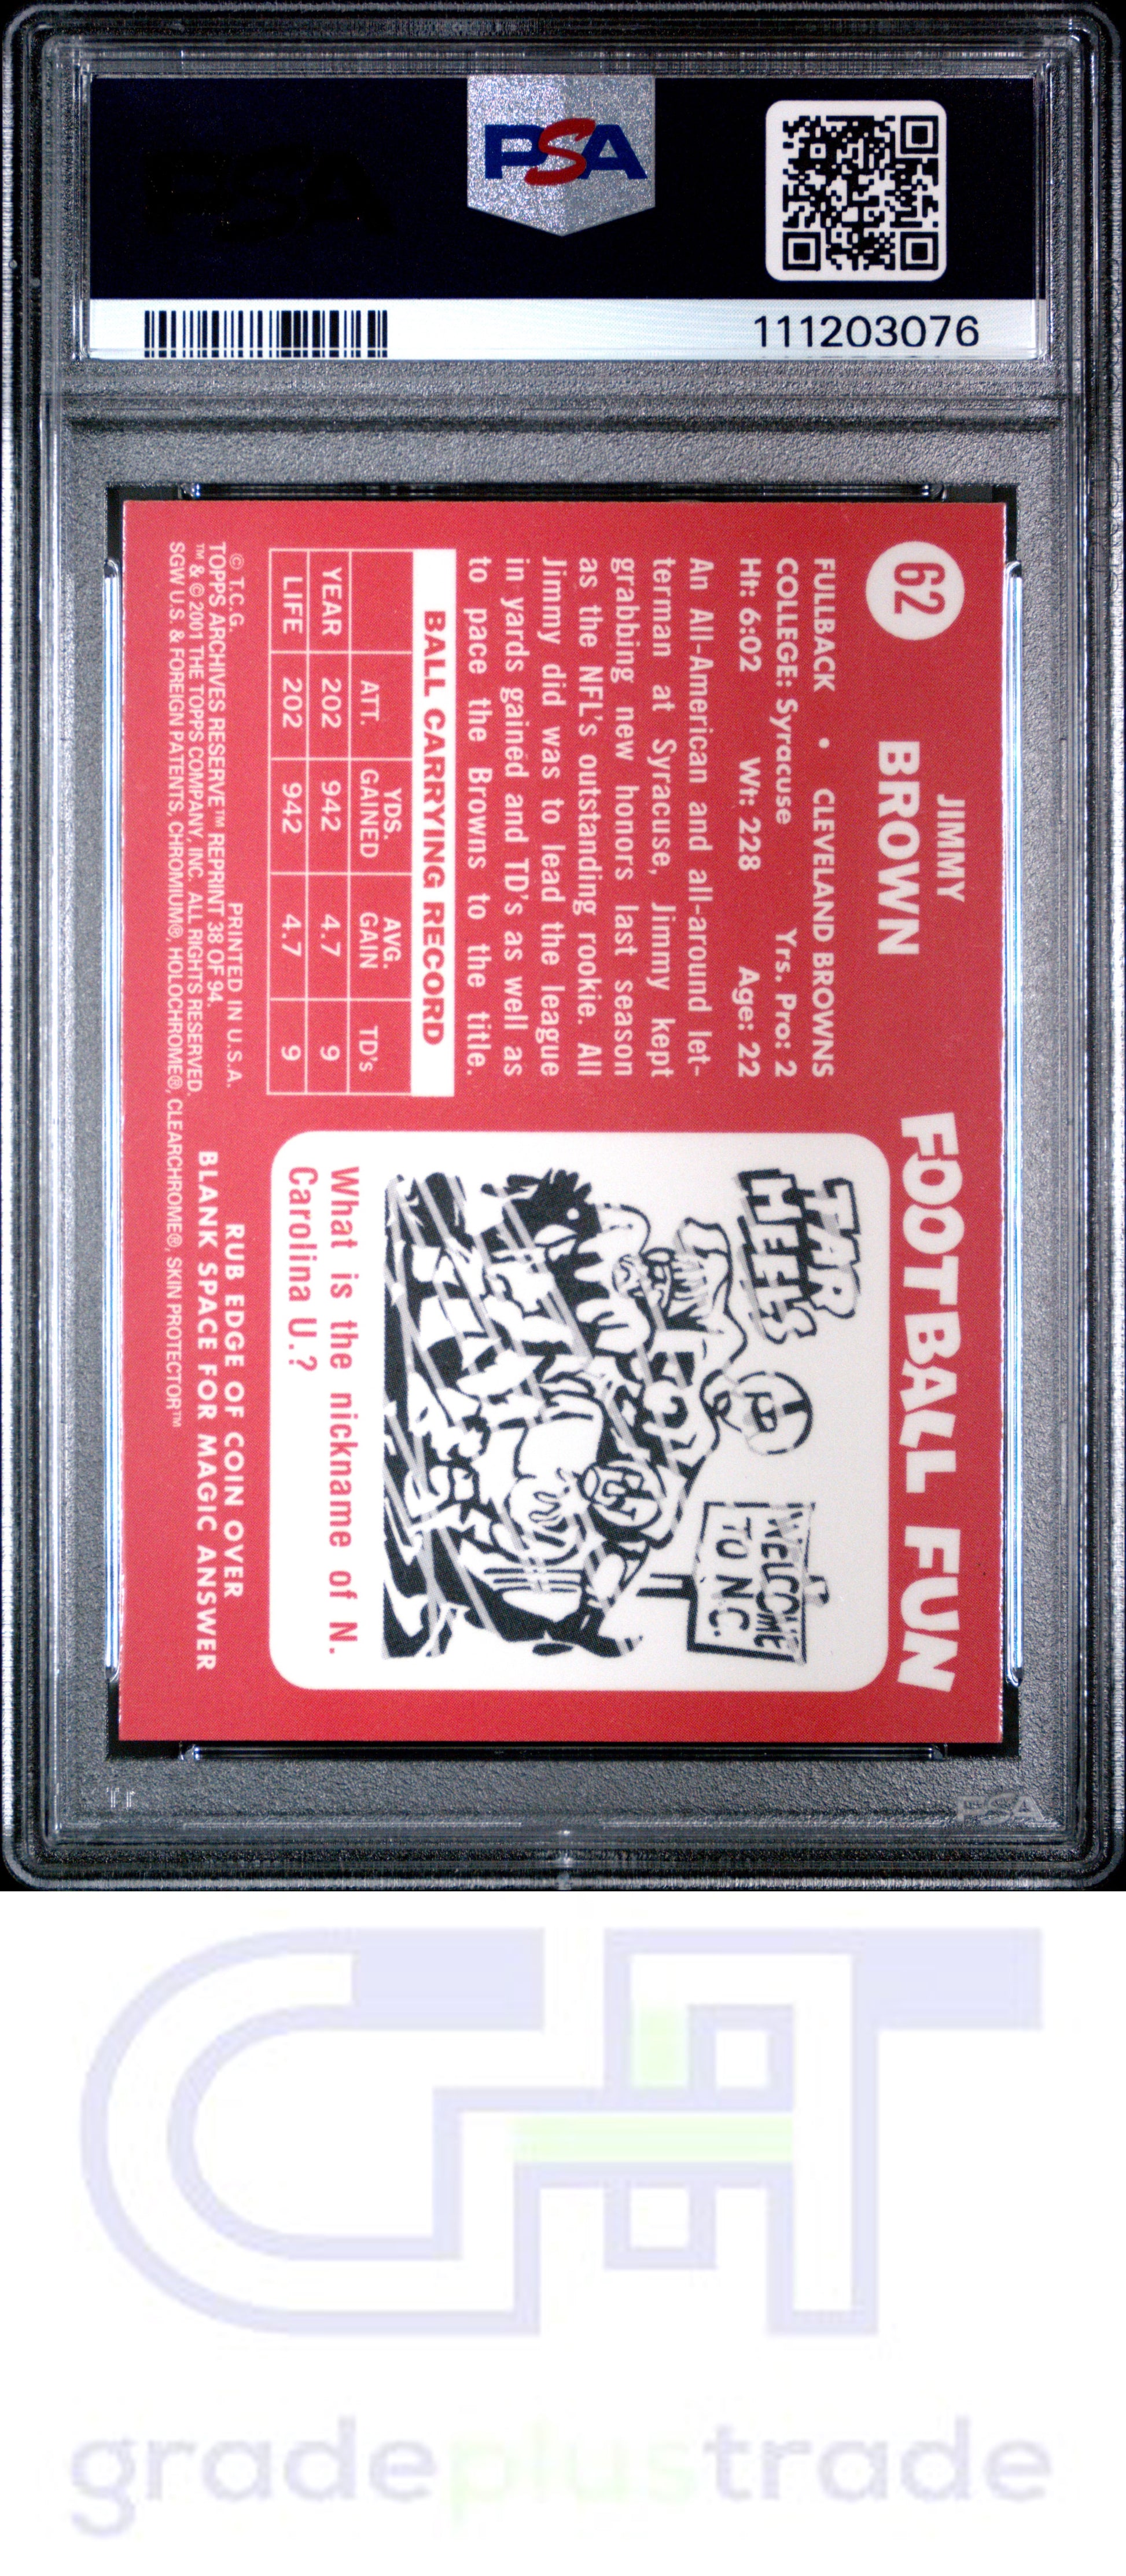 PSA
111203076
62
JIMMY
BROWN
FULLBACK • CLEVELAND BROWNS
COLLEGE: Syracuse Yrs. Pro: 2
Ht: 6:02 Wt: 228 Age: 22
An All-American and all-around let-
terman at Syracuse, Jimmy kept
grabbing new honors last season
as the NFL's outstanding rookie. All
Jimmy did was to lead the league
in yards gained and TD's as well as
to pace the Browns to the title.
BALL CARRYING RECORD
ATT. YDS. GAINED AVG. GAIN TD's
YEAR 202 942 4.7 9
LIFE 202 942 4.7 9
© T.C.G. PRINTED IN U.S.A.
TOPPS ARCHIVES RESERVE™ REPRINT 38 OF 94.
™ & © 2001 THE TOPPS COMPANY, INC. ALL RIGHTS RESERVED.
SGW U.S. & FOREIGN PATENTS, CHROMIUM®, HOLOCHROME®, CLEARCHROME®, SKIN PROTECTOR™
FOOTBALL FUN
TAR
HEELS
WELCOME
TO N.C.
What is the nickname of N.
Carolina U.?
RUB EDGE OF COIN OVER
BLANK SPACE FOR MAGIC ANSWER
PSA
gradeplustrade